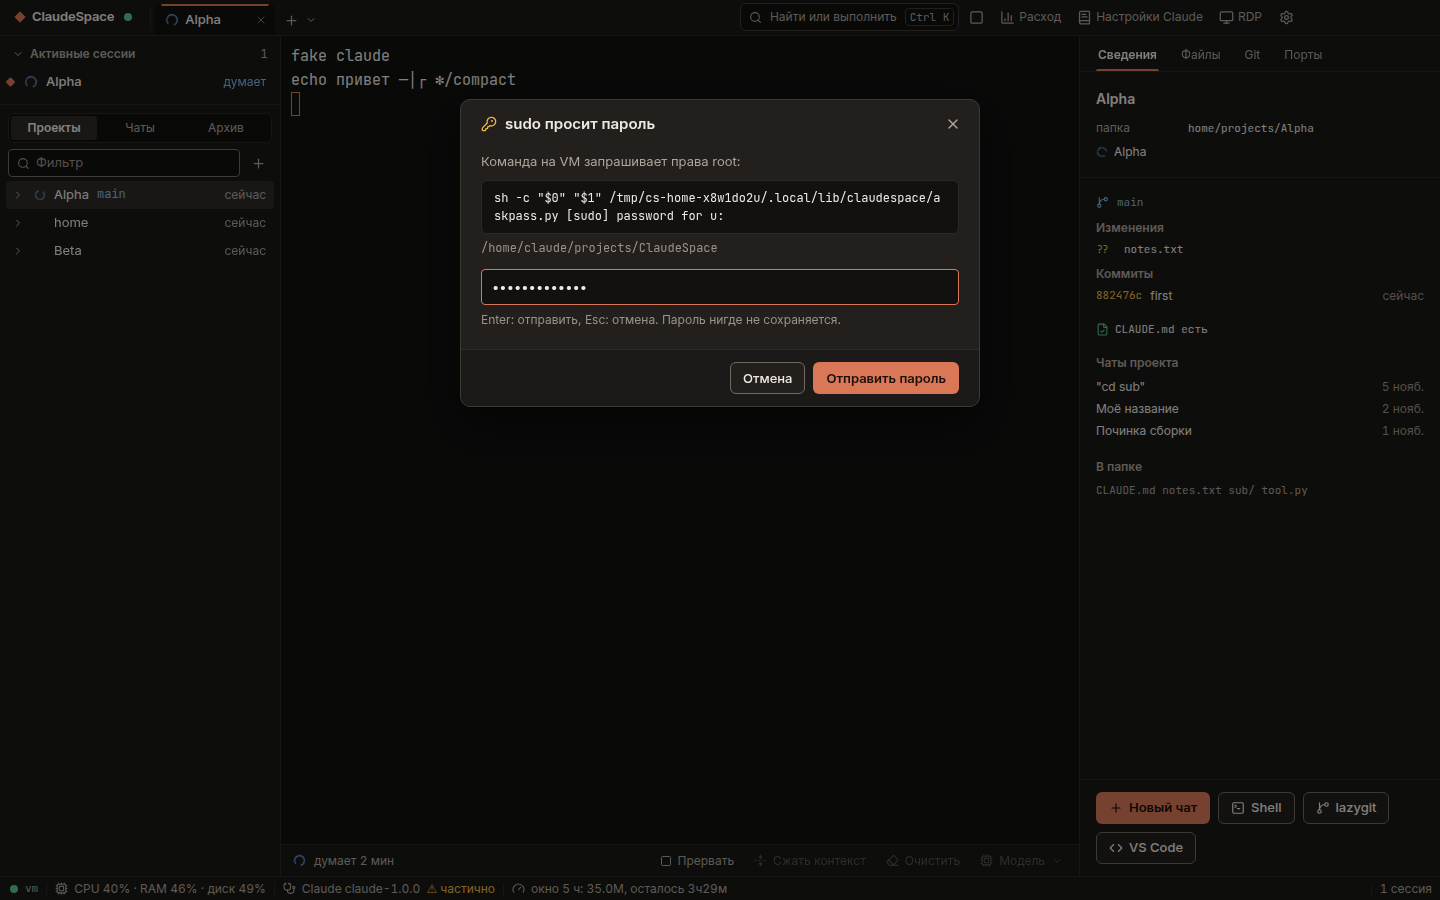 ClaudeSpace
Alpha
Найти или выполнить Ctrl K
Расход
Настройки Claude
RDP
Активные сессии 1
Alpha думает
Проекты Чаты Архив
Фильтр
Alpha main сейчас
home сейчас
Beta сейчас
fake claude
echo привет —|┌ ✻/compact
sudo просит пароль
Команда на VM запрашивает права root:
sh -c "$0" "$1" /tmp/cs-home-x8w1do2u/.local/lib/claudespace/a
skpass.py [sudo] password for u:
/home/claude/projects/ClaudeSpace
•••••••••••••
Enter: отправить, Esc: отмена. Пароль нигде не сохраняется.
Отмена Отправить пароль
думает 2 мин
Прервать
Сжать контекст
Очистить
Модель
Сведения Файлы Git Порты
Alpha
папка home/projects/Alpha
Alpha
main
Изменения
?? notes.txt
Коммиты
882476c first сейчас
CLAUDE.md есть
Чаты проекта
"cd sub" 5 нояб.
Моё название 2 нояб.
Починка сборки 1 нояб.
В папке
CLAUDE.md notes.txt sub/ tool.py
Новый чат
Shell
lazygit
VS Code
vm
CPU 40% · RAM 46% · диск 49%
Claude claude-1.0.0 ⚠ частично
окно 5 ч: 35.0M, осталось 3ч29м
1 сессия